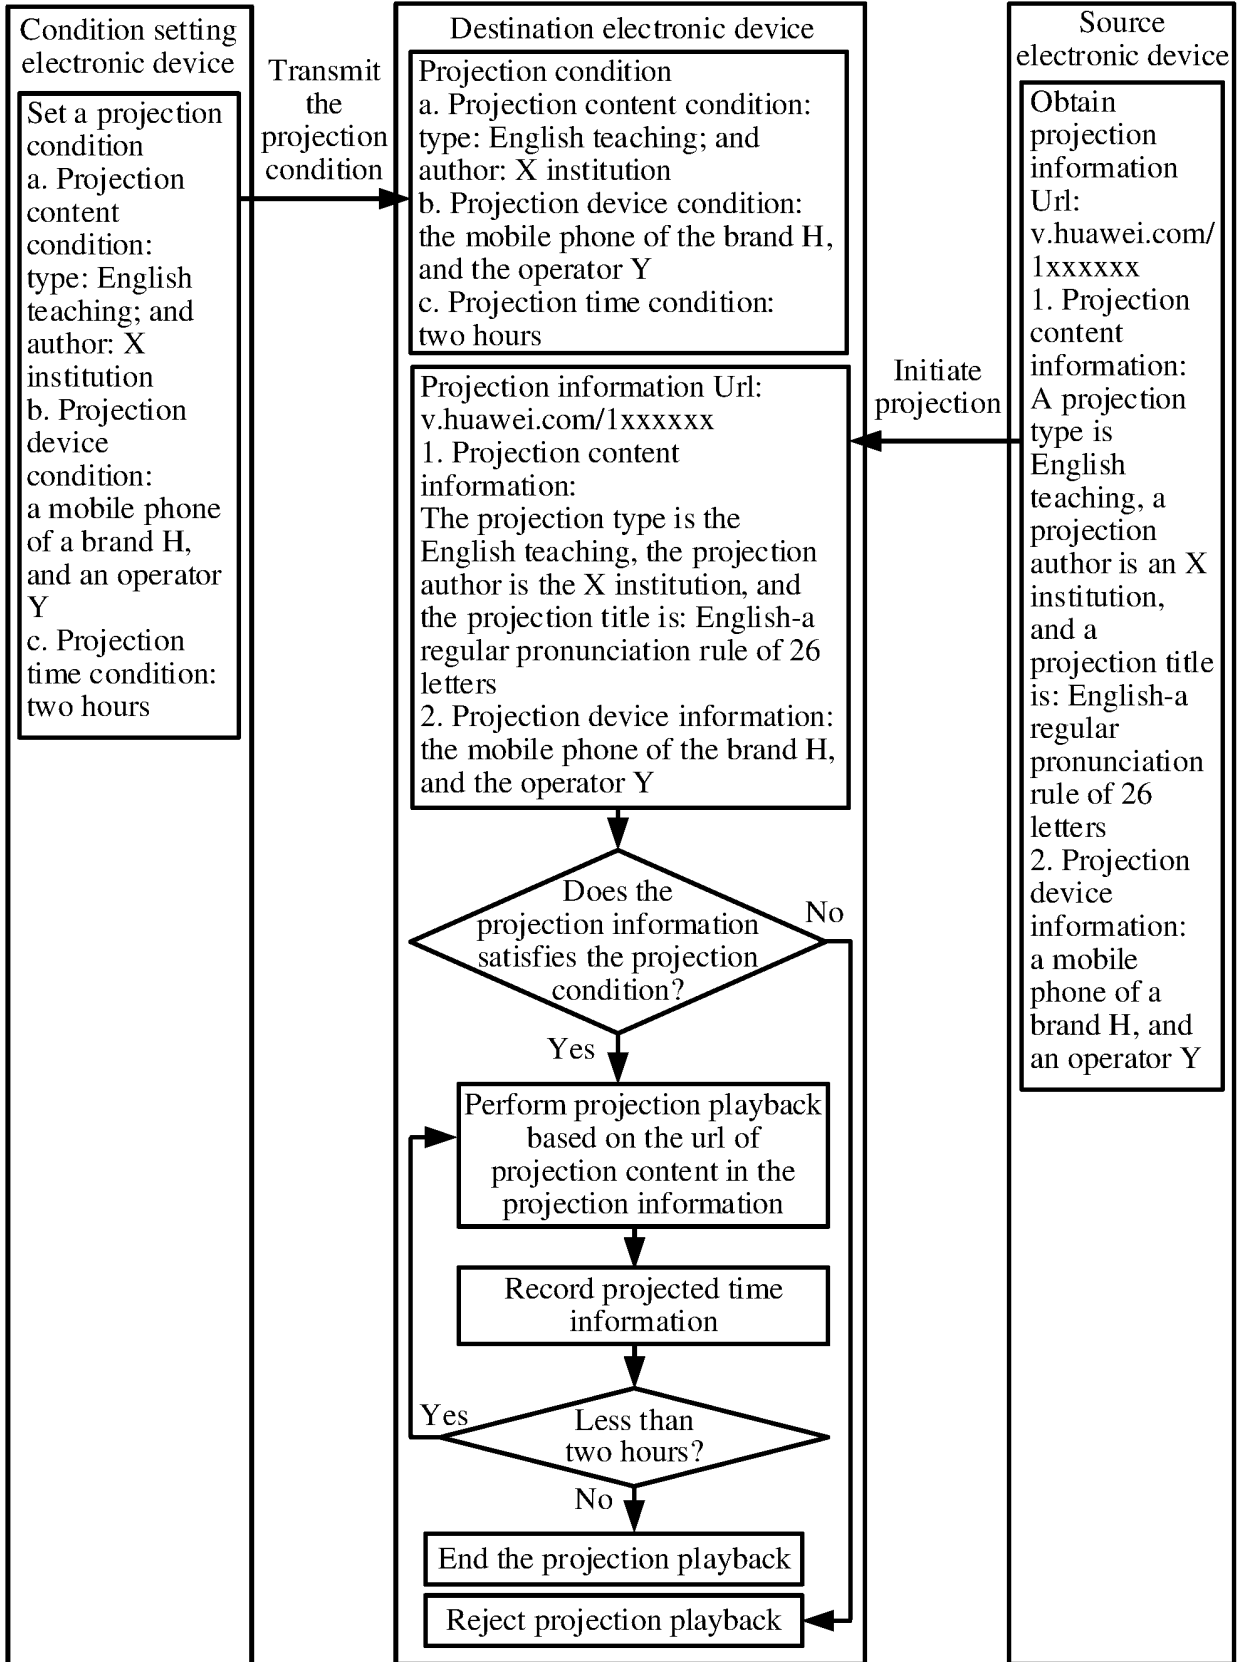 Condition setting
electronic device
Set a projection
condition
a. Projection
content
condition:
type: English
teaching; and
author: X
institution
b. Projection
device
condition:
a mobile phone
of a brand H,
and an operator
Y
c. Projection
time condition:
two hours
Transmit
the
projection
condition
Destination electronic device
Projection condition
a. Projection content condition:
type: English teaching; and
author: X institution
b. Projection device condition:
the mobile phone of the brand H,
and the operator Y
c. Projection time condition:
two hours
Projection information Url:
v.huawei.com/1xxxxxx
1. Projection content
information:
The projection type is the
English teaching, the projection
author is the X institution, and
the projection title is: English-a
regular pronunciation rule of 26
letters
2. Projection device information:
the mobile phone of the brand H,
and the operator Y
Does the
projection information
satisfies the projection
condition?
No
Yes
Perform projection playback
based on the url of
projection content in the
projection information
Record projected time
information
Yes
Less than
two hours?
No
End the projection playback
Reject projection playback
Initiate
projection
Source
electronic device
Obtain
projection
information
Url:
v.huawei.com/
1xxxxxx
1. Projection
content
information:
A projection
type is
English
teaching, a
projection
author is an X
institution,
and a
projection title
is: English-a
regular
pronunciation
rule of 26
letters
2. Projection
device
information:
a mobile
phone of a
brand H, and
an operator Y